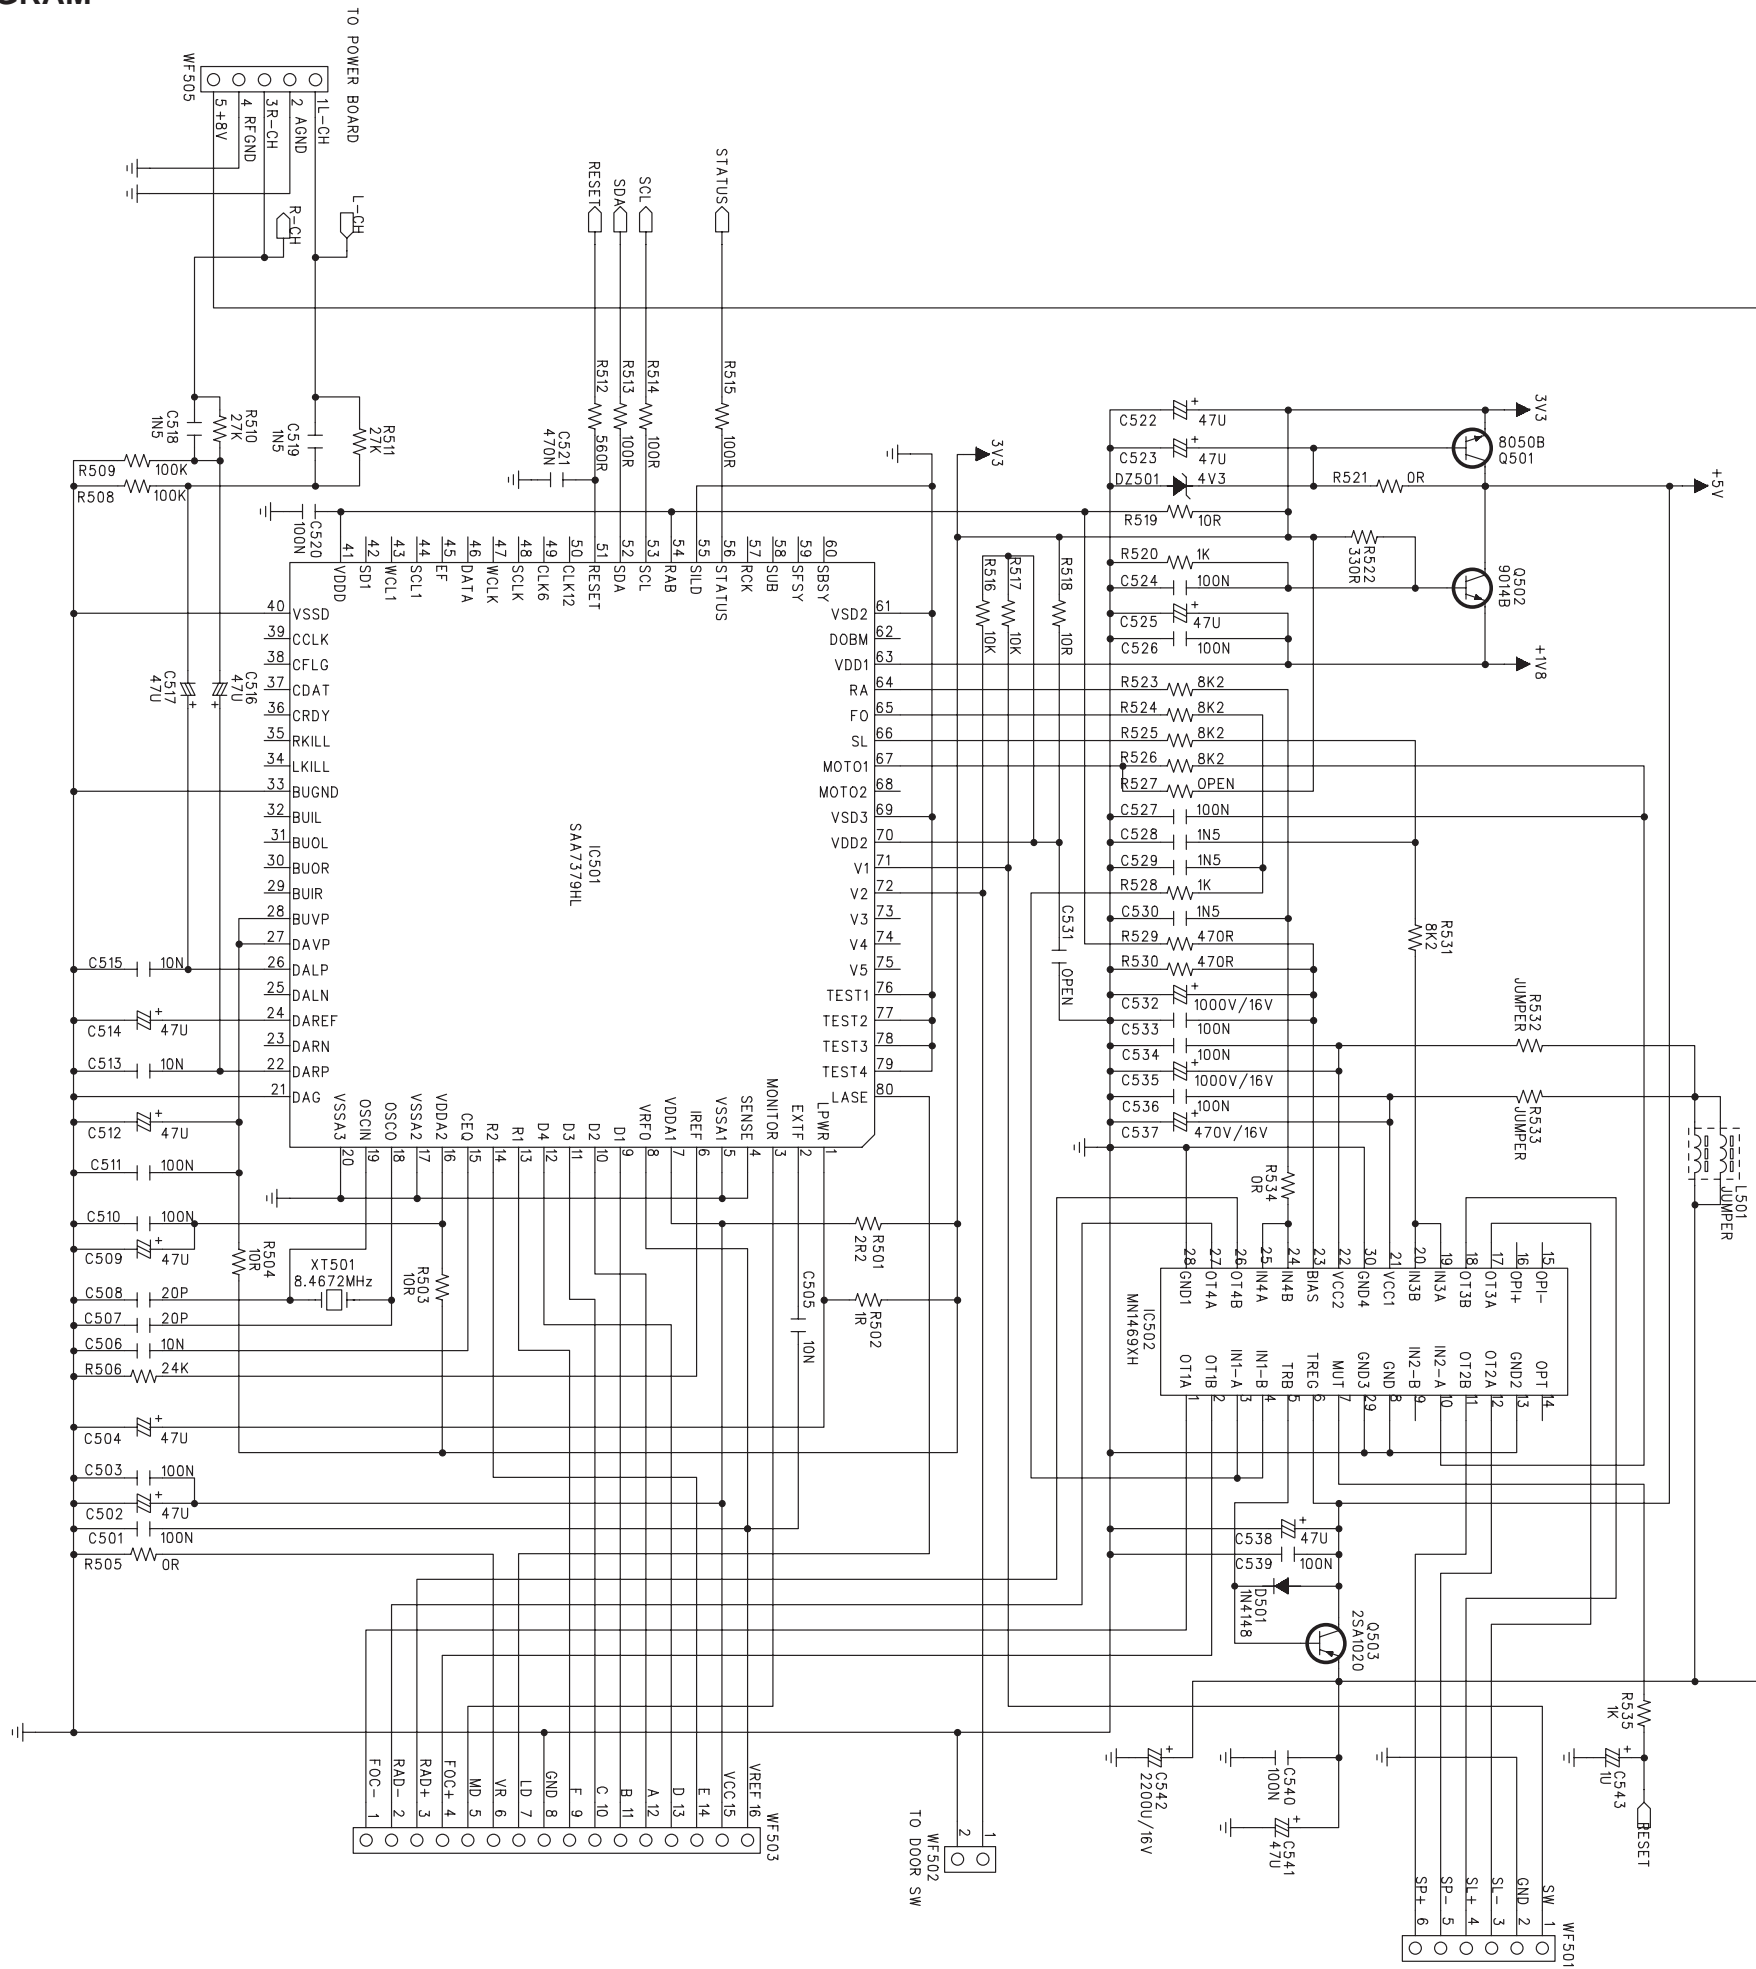 TO POWER BOARD
WF505
1L-CH
2 AGND
3R-CH
4 RFGND
5 +8V
L-CH
R-CH
RESET
SDA
SCL
STATUS
R512
560R
R513
100R
R514
100R
R515
100R
C521
470N
R511
27K
C519
1N5
R510
27K
C518
1N5
R509 100K
R508 100K
C520
100N
3V3
41 VDDD
42 SD1
43 WCL1
44 SCL1
45 EF
46 DATA
47 WCLK
48 SCLK
49 CLK6
50 CLK12
51 RESET
52 SDA
53 SCL
54 RAB
55 SILD
56 STATUS
57 RCK
58 SUB
59 SFSY
60 SBSY
40 VSSD
39 CCLK
38 CFLG
37 CDAT
36 CRDY
35 RKILL
34 LKILL
33 BUGND
32 BUIL
31 BUOL
30 BUOR
29 BUIR
28 BUVP
27 DAVP
26 DALP
25 DALN
24 DAREF
23 DARN
22 DARP
21 DAG
VSD2 61
DOBM 62
VDD1 63
RA 64
FO 65
SL 66
MOTO1 67
MOTO2 68
VSD3 69
VDD2 70
V1 71
V2 72
V3 73
V4 74
V5 75
TEST1 76
TEST2 77
TEST3 78
TEST4 79
LASE 80
IC501
SAA7379HL
VSSA3 20
OSCIN 19
OSCO 18
VSSA2 17
VDDA2 16
CEQ 15
R2 14
R1 13
D4 12
D3 11
D2 10
D1 9
VRFO 8
VDDA1 7
IREF 6
VSSA1 5
SENSE 4
MONITOR 3
EXTF 2
LPWR 1
C517
47U
C516
47U
C515 10N
C514 47U
C513 10N
C512 47U
C511 100N
C510 100N
C509 47U
C508 20P
C507 20P
C506 10N
R506 24K
C504 47U
C503 100N
C502 47U
C501 100N
R505 0R
R504
10R
XT501
8.4672MHz
R503
10R
C505
10N
R501
2R2
R502
1R
R516
10K
R517
10K
R518
10R
C531
OPEN
C522 47U
C523 47U
DZ501 4V3
R519 10R
R520 1K
C524 100N
C525 47U
C526 100N
R523 8K2
R524 8K2
R525 8K2
R526 8K2
R527 OPEN
C527 100N
C528 1N5
C529 1N5
R528 1K
C530 1N5
R529 470R
R530 470R
C532 1000V/16V
C533 100N
C534 100N
C535 1000V/16V
C536 100N
C537 470V/16V
3V3
8050B
Q501
R521 0R
+5V
R522
330R
Q502
9014B
+1V8
R531
8K2
R532
JUMPER
R533
JUMPER
L501
JUMPER
R534
0R
28 GND1
27 OT4A
26 OT4B
25 IN4A
24 IN4B
23 BIAS
22 VCC2
30 GND4
21 VCC1
20 IN3B
19 IN3A
18 OT3B
17 OT3A
16 OPI+
15 OPI-
IC502
MN1469XH
OT1A 1
OT1B 2
IN1-A 3
IN1-B 4
TRB 5
TREG 6
MUT 7
GND3 29
GND 8
IN2-B 9
IN2-A 10
OT2B 11
OT2A 12
GND2 13
OPT 14
C538 47U
C539 100N
D501
1N4148
Q503
2SA1020
R535
1K
C542
2200U/16V
C540
100N
C541
47U
C543
1U
RESET
FOC- 1
RAD- 2
RAD+ 3
FOC+ 4
MD 5
VR 6
LD 7
GND 8
F 9
C 10
B 11
A 12
D 13
E 14
VCC 15
VREF 16
WF503
1
2
WF502
TO DDOR SW
SW 1
GND 2
SL- 3
SL+ 4
SP- 5
SP+ 6
WF501